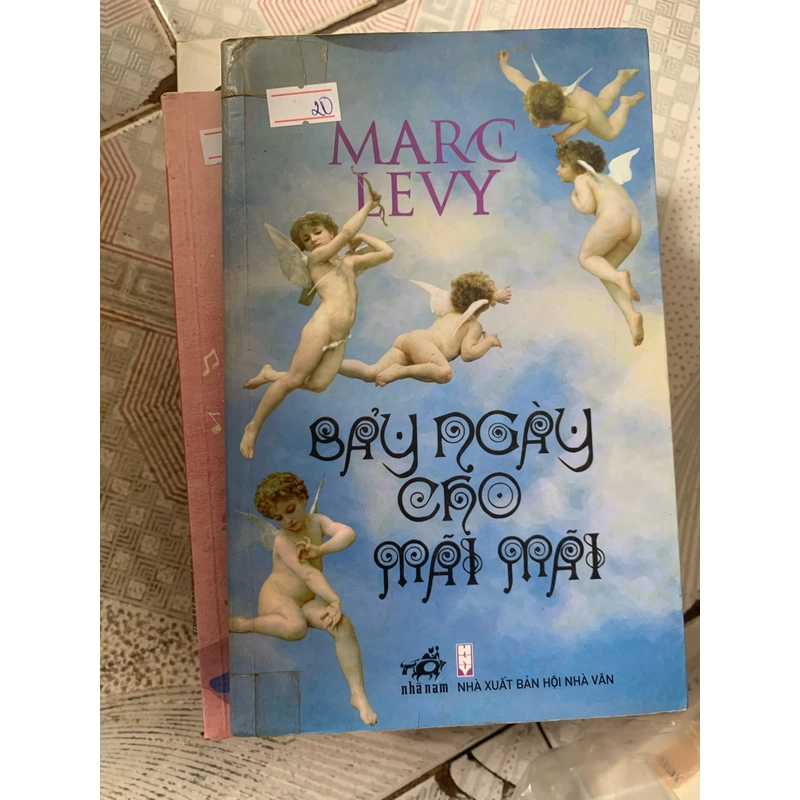 20
MARC
LEVY
BẢY NGÀY
CHO
MÃI MÃI
nhã nam
NHÀ XUẤT BẢN HỘI NHÀ VĂN